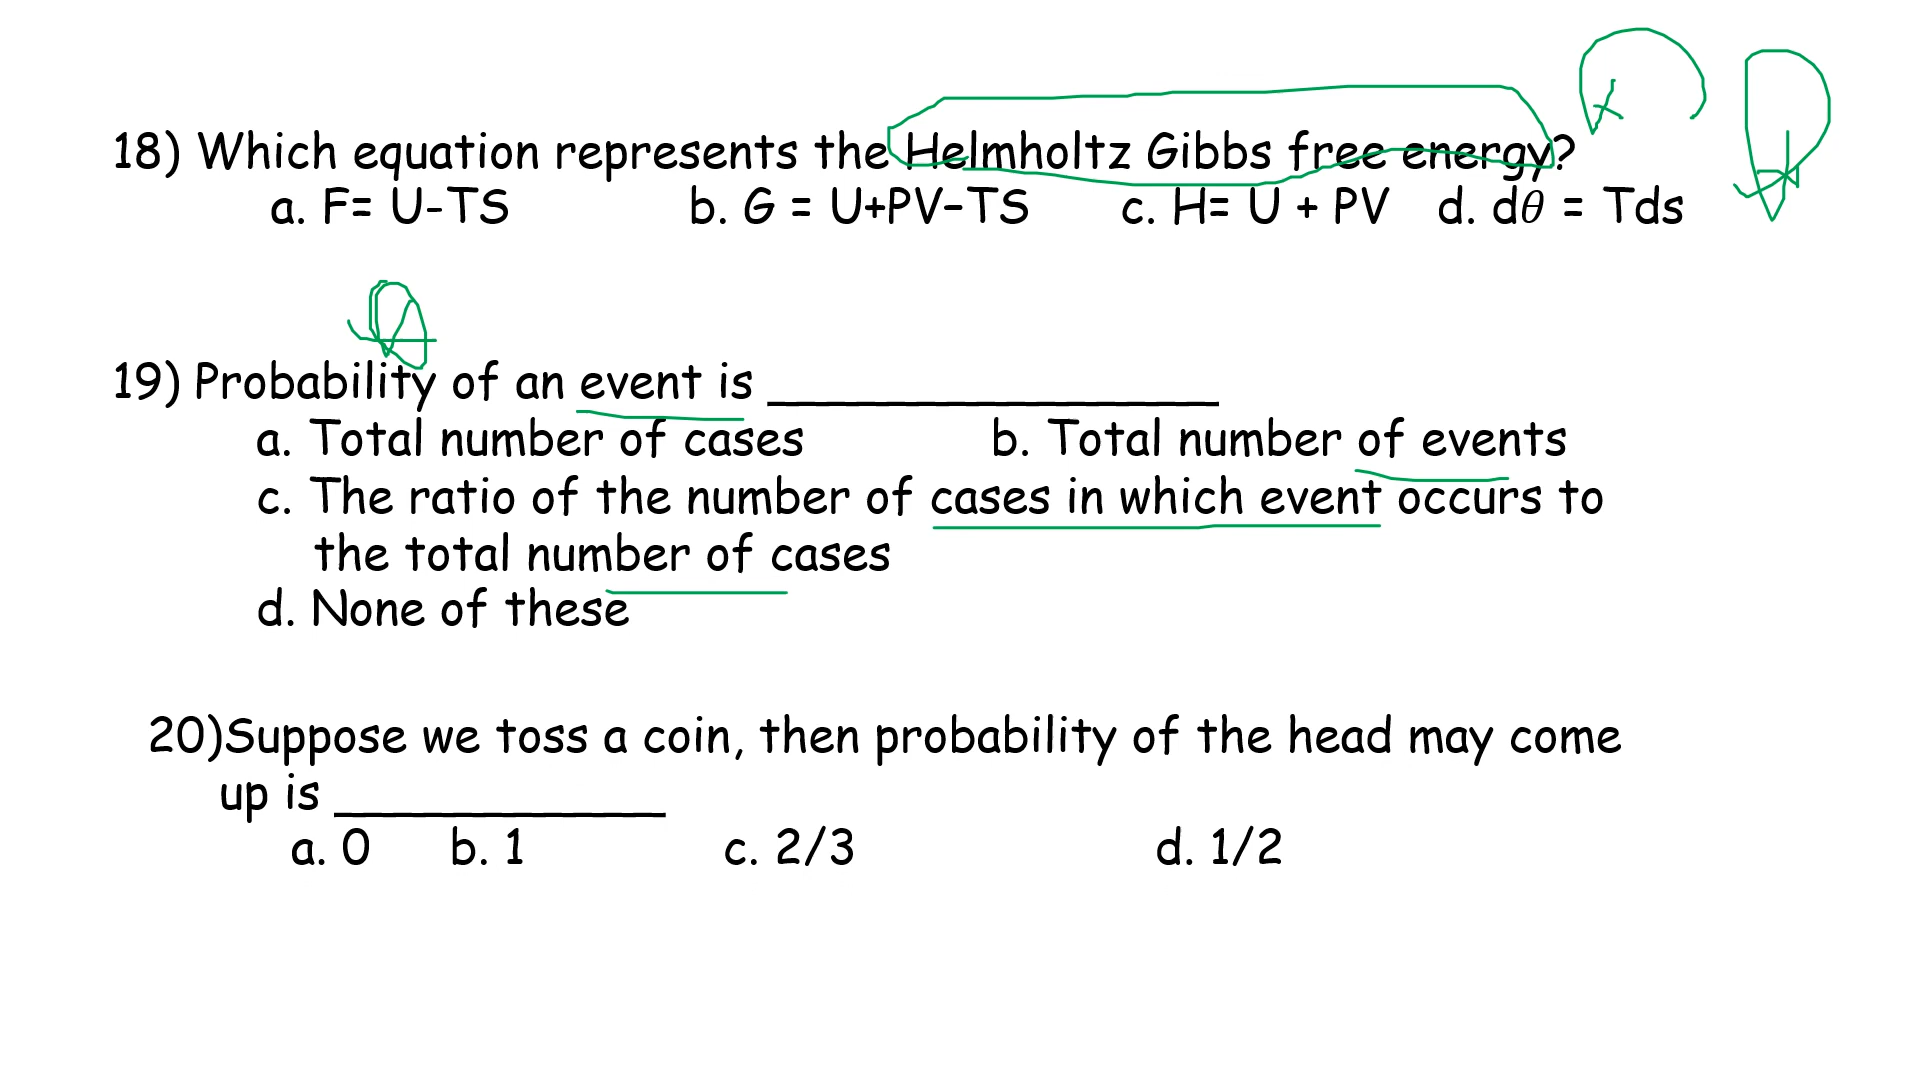 18) Which equation represents the Helmholtz Gibbs free energy?
a. F= U-TS b. G = U+PV-TS c. H= U + PV d. dθ = Tds
19) Probability of an event is _______________
a. Total number of cases b. Total number of events
c. The ratio of the number of cases in which event occurs to
the total number of cases
d. None of these
20)Suppose we toss a coin, then probability of the head may come
up is ___________
a. 0 b. 1 c. 2/3 d. 1/2